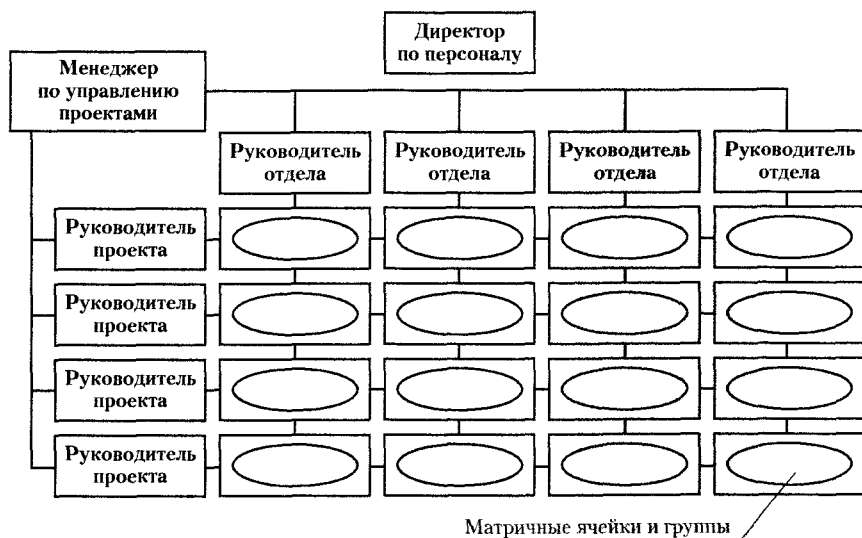 Директор
по персоналу
Менеджер
по управлению
проектами
Руководитель
отдела
Руководитель
отдела
Руководитель
отдела
Руководитель
отдела
Руководитель
проекта
Руководитель
проекта
Руководитель
проекта
Руководитель
проекта
Матричные ячейки и группы